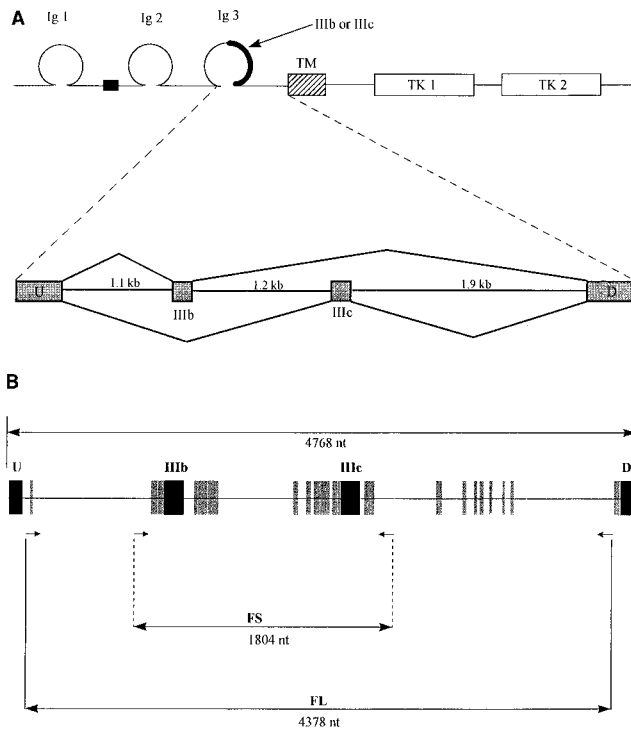 A
Ig 1
Ig 2
Ig 3
IIIb or IIIc
TM
TK 1
TK 2
U
1.1 kb
IIIb
1.2 kb
IIIc
1.9 kb
D
B
4768 nt
U
IIIb
IIIc
D
FS
1804 nt
FL
4378 nt